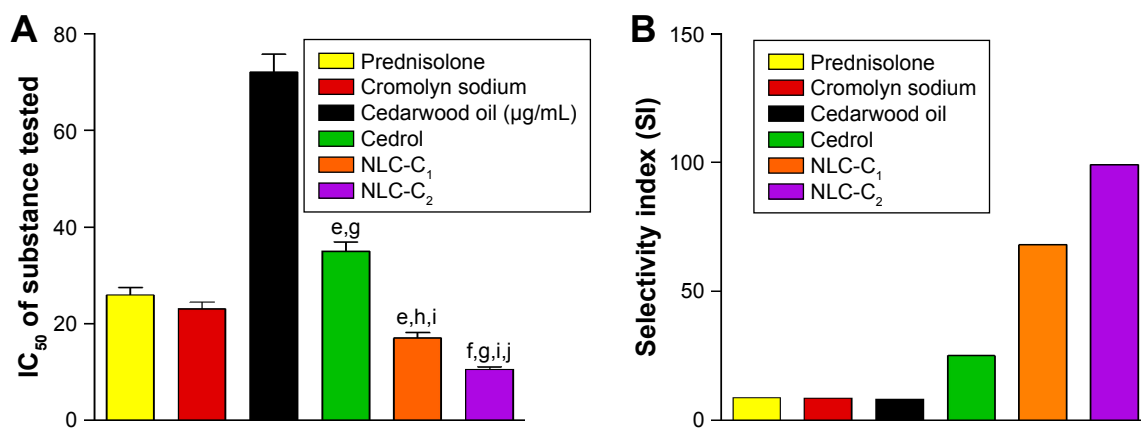 A
IC₅₀ of substance tested
80
60
40
20
0
Prednisolone
Cromolyn sodium
Cedarwood oil (µg/mL)
Cedrol
NLC-C₁
NLC-C₂
e,g
e,h,i
f,g,i,j
B
Selectivity index (SI)
150
100
50
0
Prednisolone
Cromolyn sodium
Cedarwood oil
Cedrol
NLC-C₁
NLC-C₂